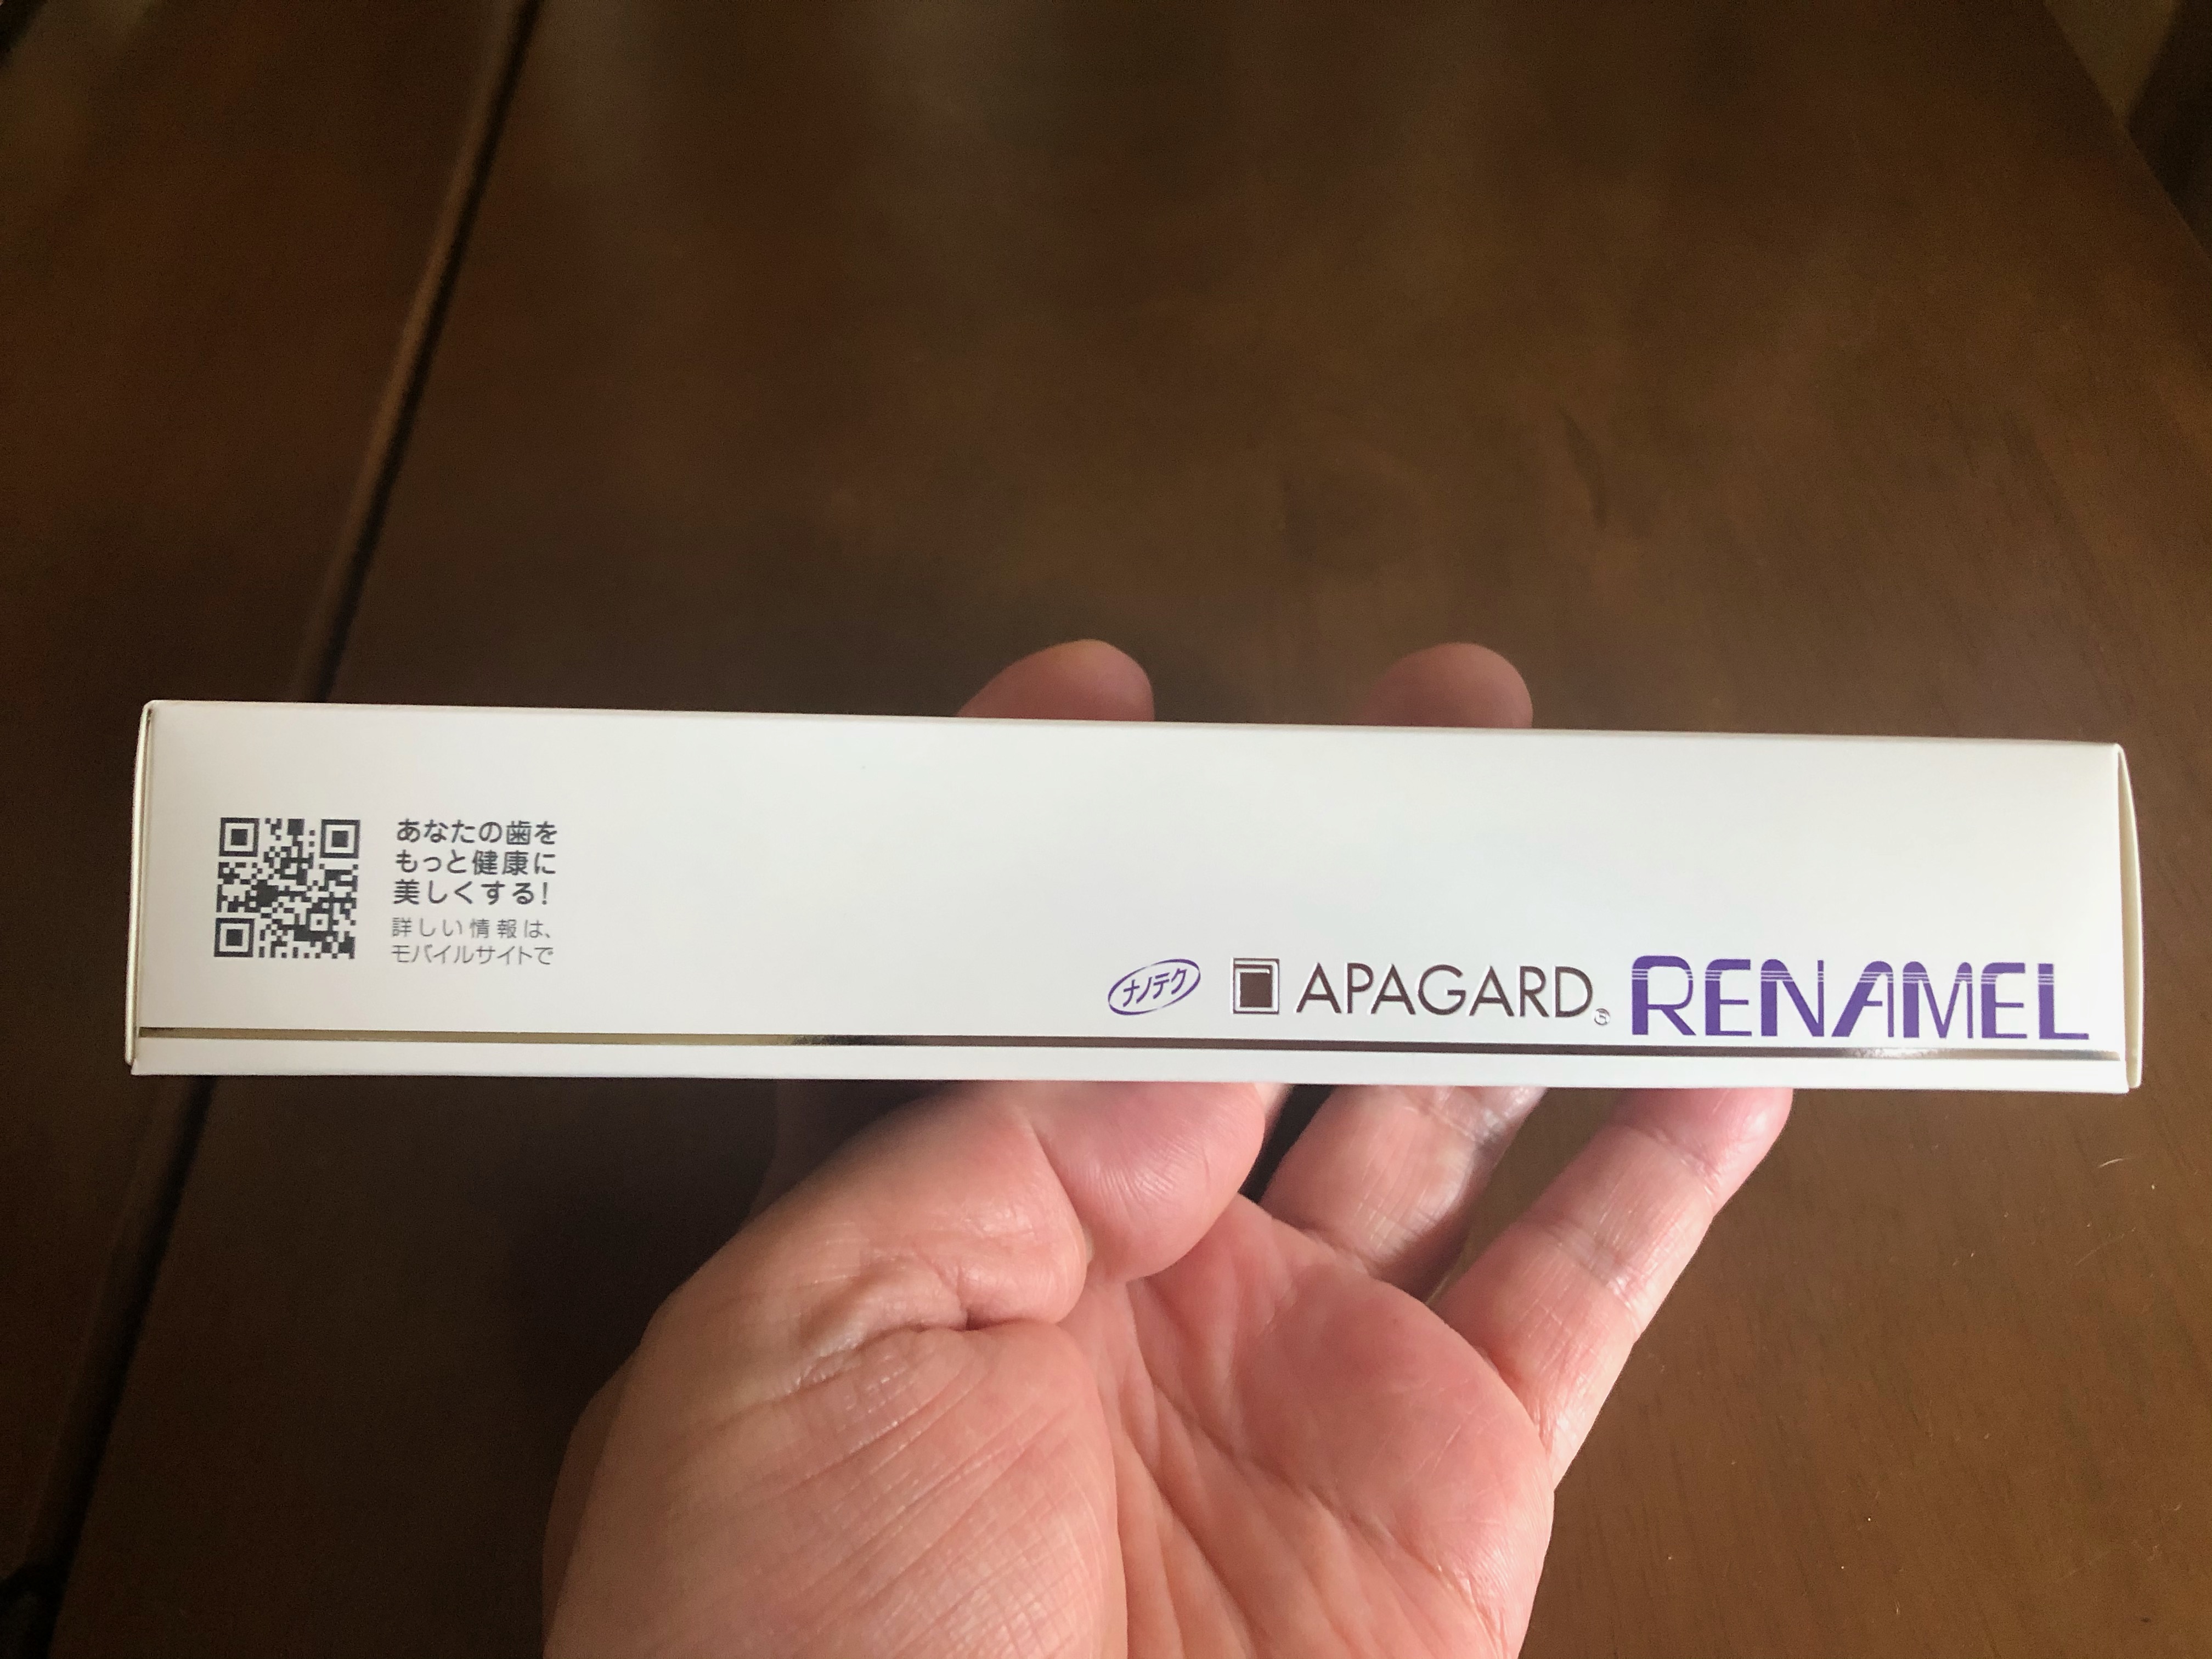 あなたの歯を
もっと健康に
美しくする!
詳しい情報は、
モバイルサイトで
ナノテク APAGARD® RENAMEL